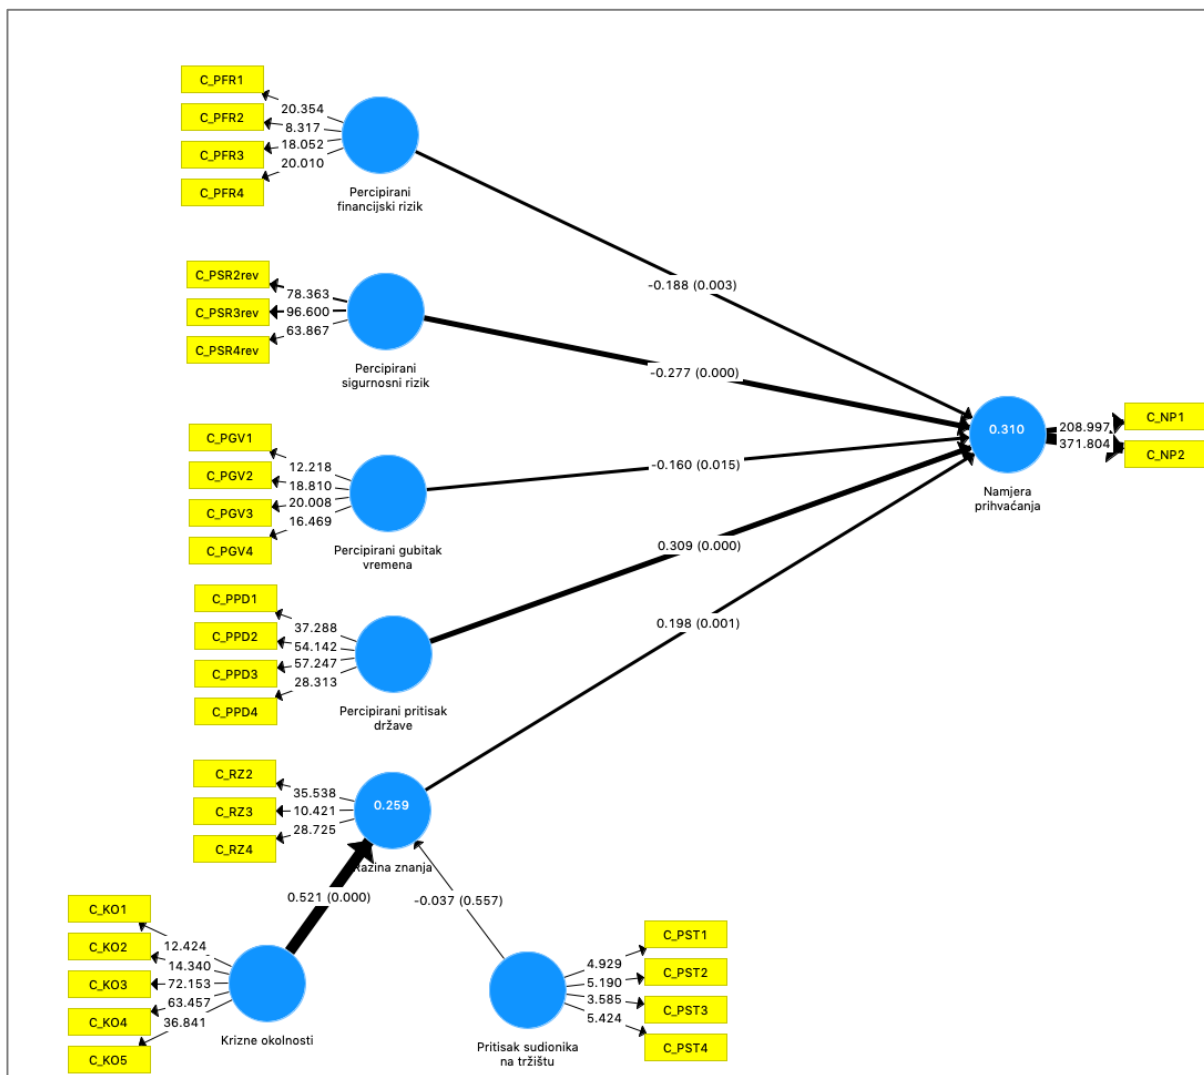 C_PFR1
20.354
C_PFR2
8.317
C_PFR3
18.052
20.010
C_PFR4
Percipirani
financijski rizik
-0.188 (0.003)
C_PSR2rev
78.363
C_PSR3rev
96.600
63.867
C_PSR4rev
Percipirani
sigurnosni rizik
-0.277 (0.000)
0.310
C_NP1
208.997
371.804
C_NP2
Namjera
prihvaćanja
C_PGV1
12.218
C_PGV2
18.810
C_PGV3
20.008
16.469
C_PGV4
Percipirani gubitak
vremena
-0.160 (0.015)
0.309 (0.000)
C_PPD1
37.288
C_PPD2
54.142
C_PPD3
57.247
28.313
C_PPD4
Percipirani pritisak
države
0.198 (0.001)
C_RZ2
35.538
C_RZ3
10.421
28.725
C_RZ4
0.259
Razina znanja
0.521 (0.000)
-0.037 (0.557)
C_KO1
12.424
C_KO2
14.340
C_KO3
72.153
63.457
C_KO4
36.841
C_KO5
Krizne okolnosti
C_PST1
4.929
C_PST2
5.190
3.585
C_PST3
5.424
C_PST4
Pritisak sudionika
na tržištu